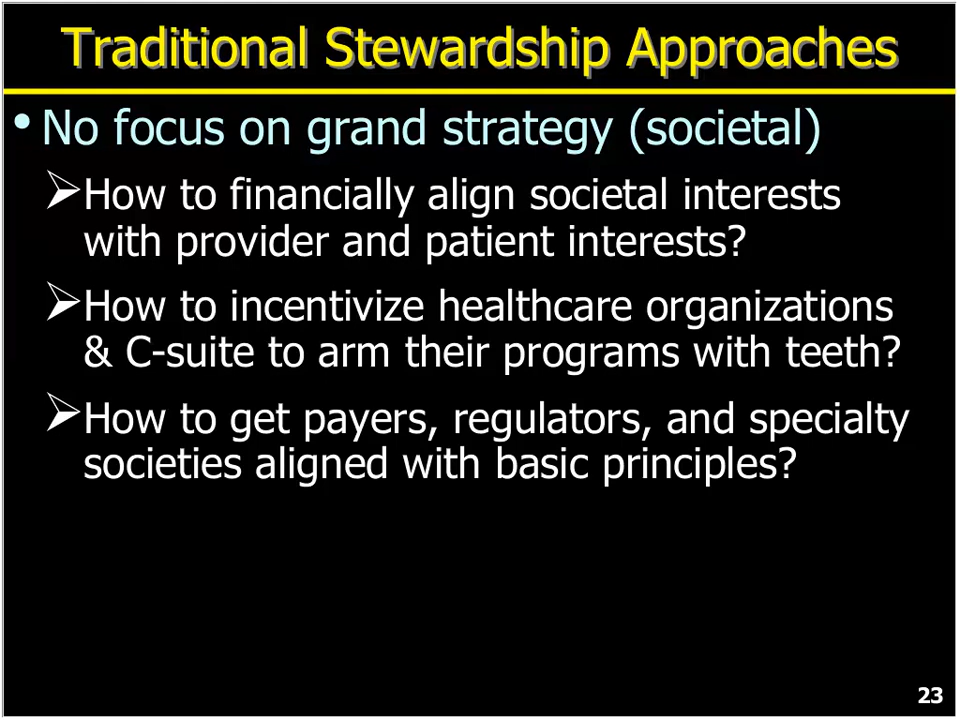 Traditional Stewardship Approaches
• No focus on grand strategy (societal)
➢ How to financially align societal interests
with provider and patient interests?
➢ How to incentivize healthcare organizations
& C-suite to arm their programs with teeth?
➢ How to get payers, regulators, and specialty
societies aligned with basic principles?
23